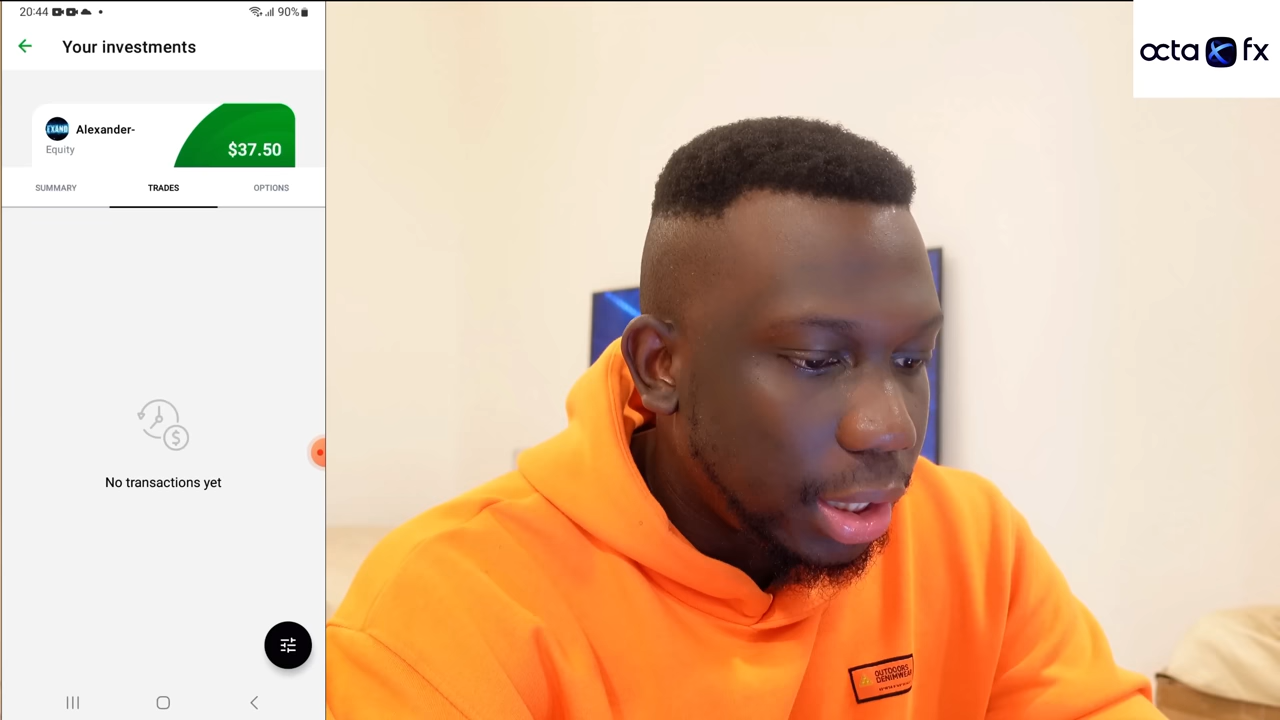 20:44
90%
Your investments
EXAND
Alexander-
Equity
$37.50
SUMMARY
TRADES
OPTIONS
No transactions yet
octa fx
OUTDOORS
DENIMWEAR